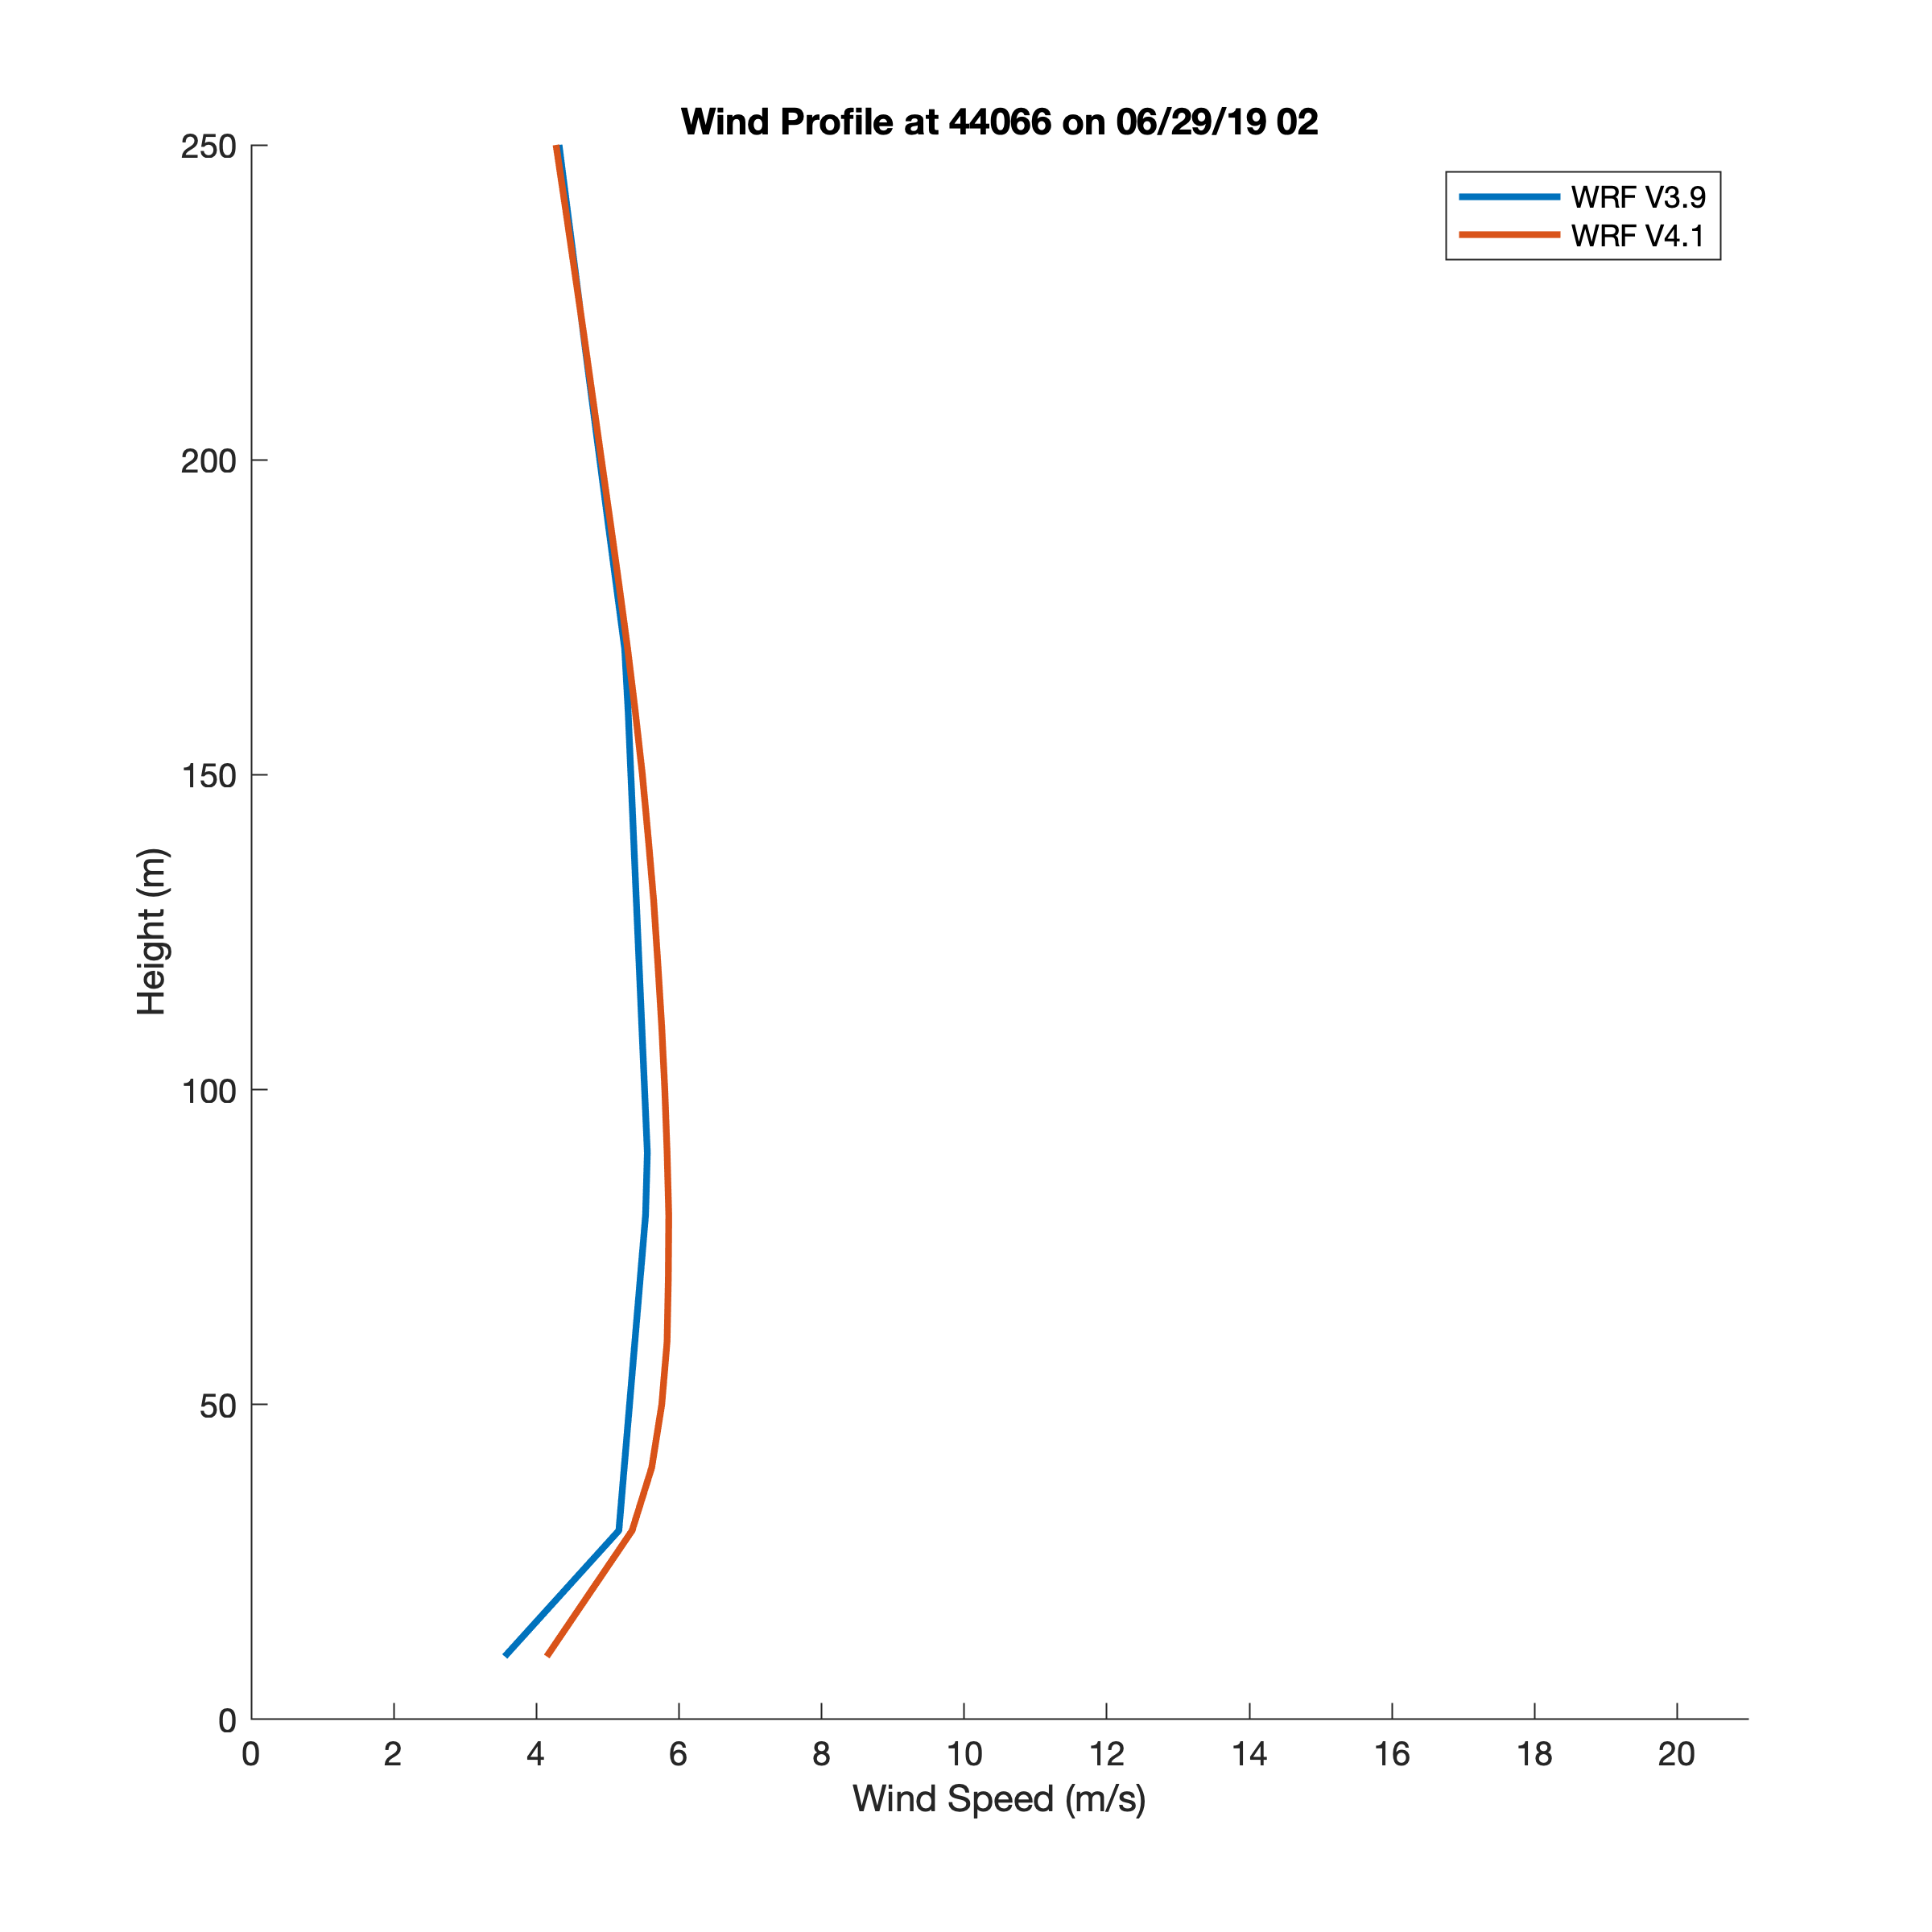 Wind Profile at 44066 on 06/29/19 02
WRF V3.9
WRF V4.1
250
200
150
100
50
0
Height (m)
0 2 4 6 8 10 12 14 16 18 20
Wind Speed (m/s)